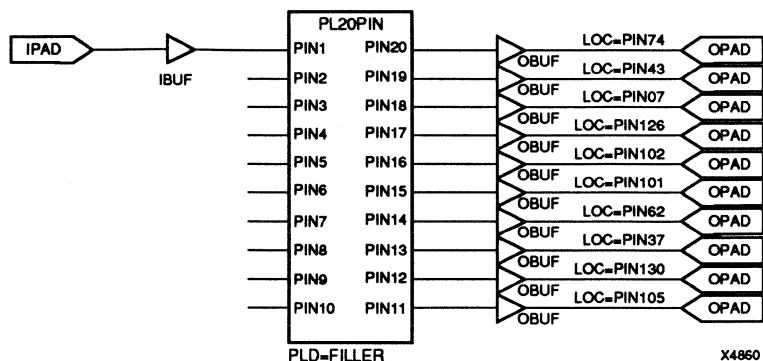 PL20PIN
IPAD PIN1 PIN20 LOC=PIN74 OPAD
IBUF OBUF
PIN2 PIN19 LOC=PIN43 OPAD
OBUF
PIN3 PIN18 LOC=PIN07 OPAD
OBUF
PIN4 PIN17 LOC=PIN126 OPAD
OBUF
PIN5 PIN16 LOC=PIN102 OPAD
OBUF
PIN6 PIN15 LOC=PIN101 OPAD
OBUF
PIN7 PIN14 LOC=PIN62 OPAD
OBUF
PIN8 PIN13 LOC=PIN37 OPAD
OBUF
PIN9 PIN12 LOC=PIN130 OPAD
OBUF
PIN10 PIN11 LOC=PIN105 OPAD
OBUF
PLD=FILLER X4860